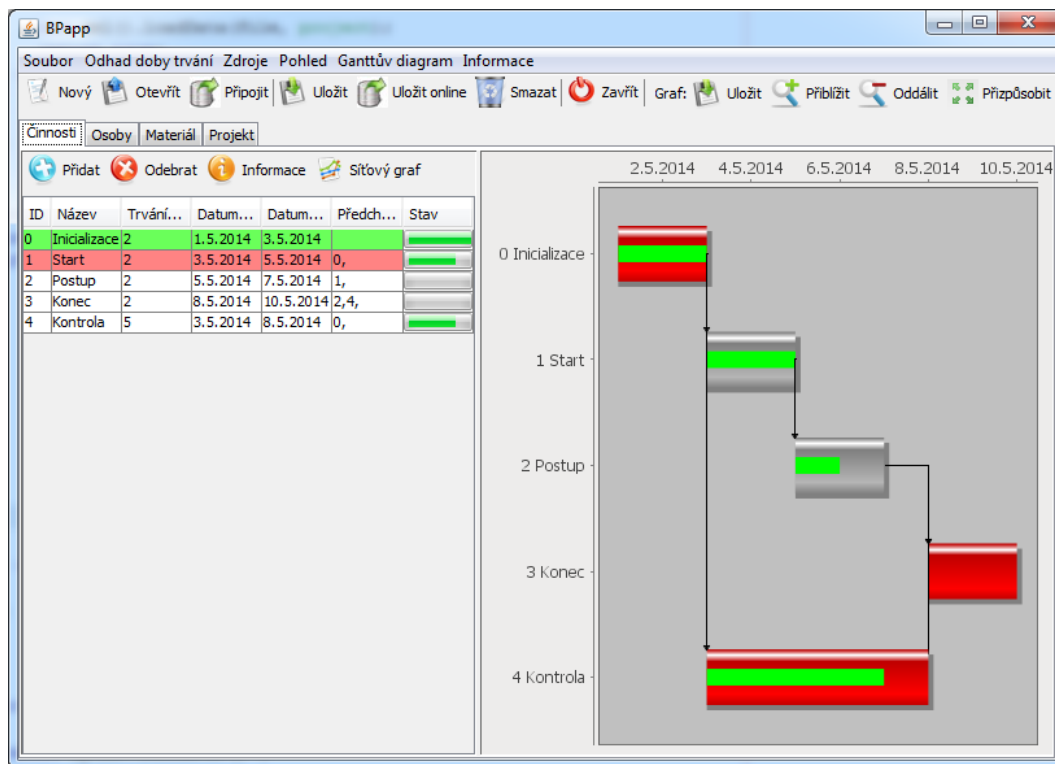 BPapp
Soubor Odhad doby trvání Zdroje Pohled Ganttův diagram Informace
Nový Otevřít Připojit Uložit Uložit online Smazat Zavřít Graf: Uložit Přiblížit Oddálit Přizpůsobit
Činnosti Osoby Materiál Projekt
Přidat Odebrat Informace Síťový graf
ID Název Trvání... Datum... Datum... Předch... Stav
0 Inicializace 2 1.5.2014 3.5.2014
1 Start 2 3.5.2014 5.5.2014 0,
2 Postup 2 5.5.2014 7.5.2014 1,
3 Konec 2 8.5.2014 10.5.2014 2,4,
4 Kontrola 5 3.5.2014 8.5.2014 0,
2.5.2014 4.5.2014 6.5.2014 8.5.2014 10.5.2014
0 Inicializace
1 Start
2 Postup
3 Konec
4 Kontrola